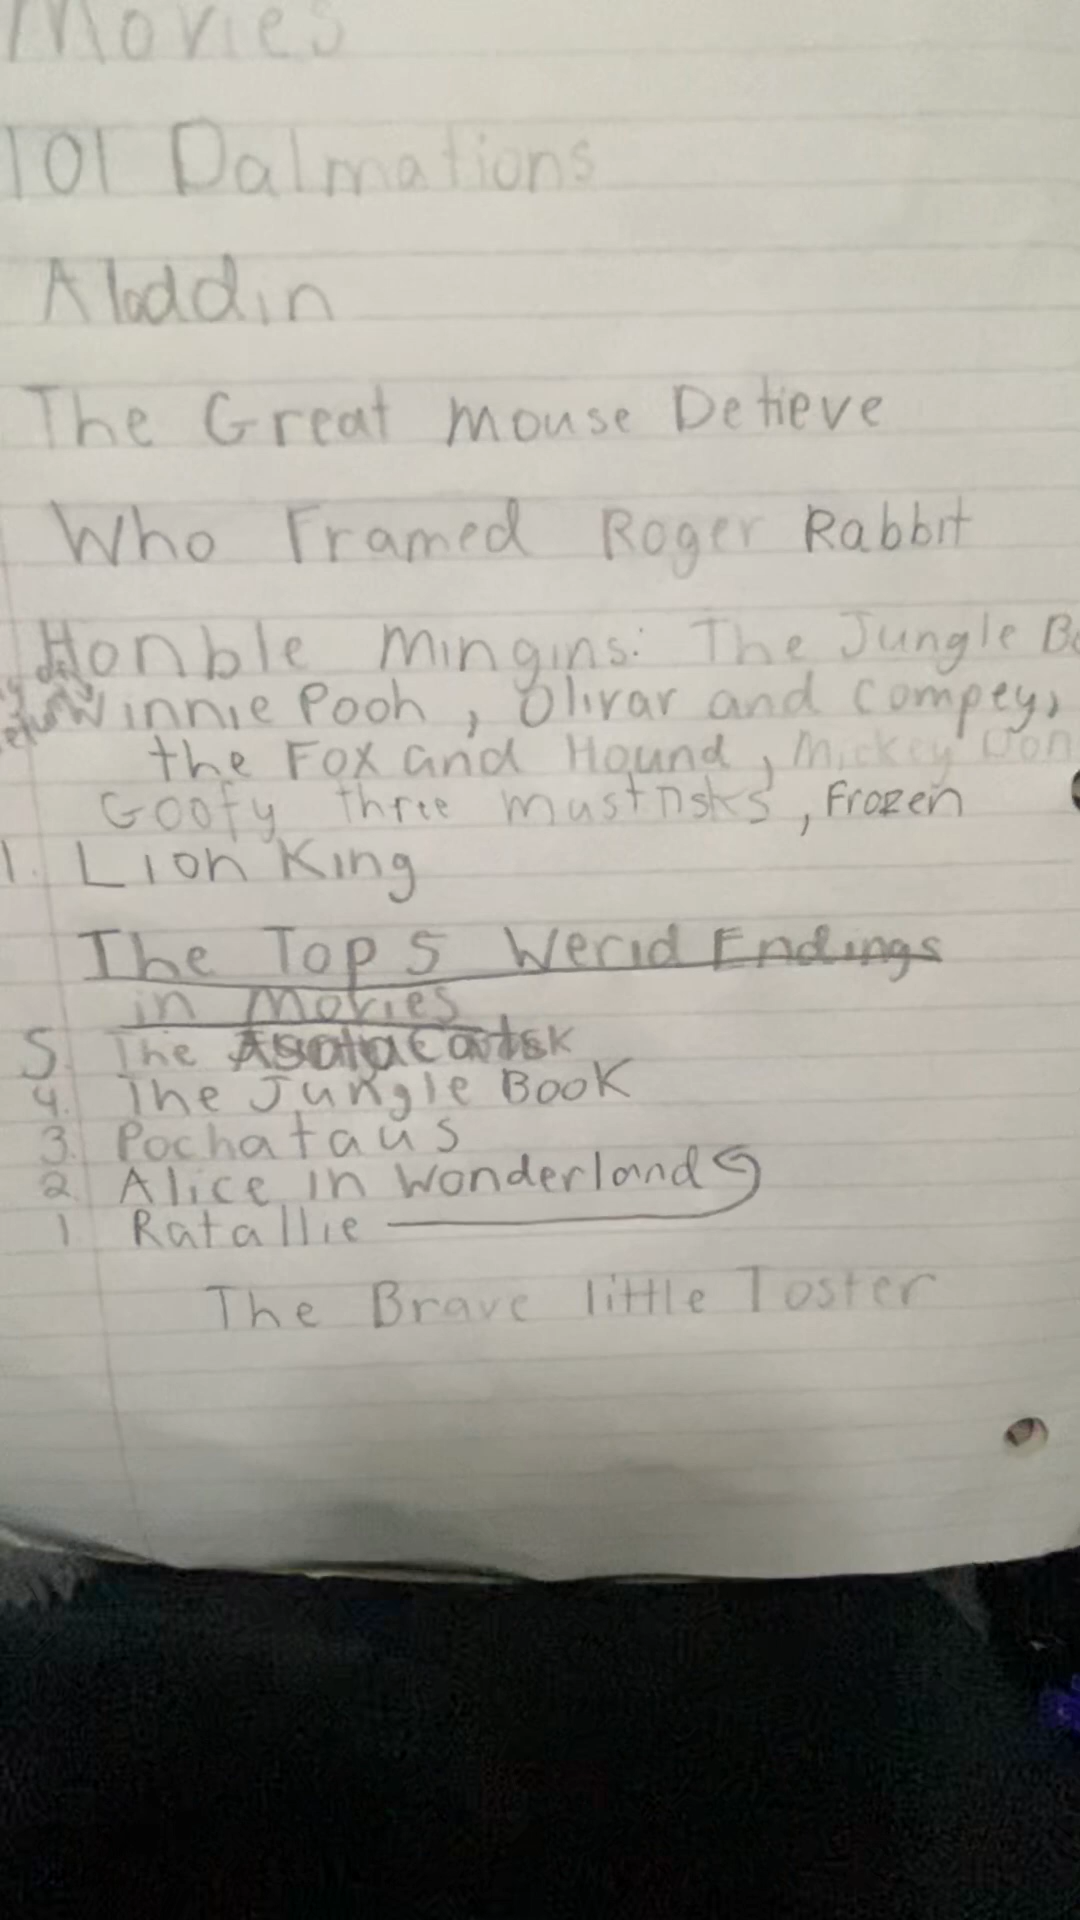 Movies
101 Dalmations
Aladdin
The Great Mouse Detieve
Who Framed Roger Rabbit
Honble Mingins: The Jungle B
Winnie Pooh, Olivar and Compey,
the Fox and Hound, Mickey Don
Goofy three
, Frozen
1. Lion King
The Top 5 Werid Endings
in Movies
5. The
4. The Jungle Book
3. Pochataus
2. Alice in Wonderland
1 Ratallie
The Brave little Toster